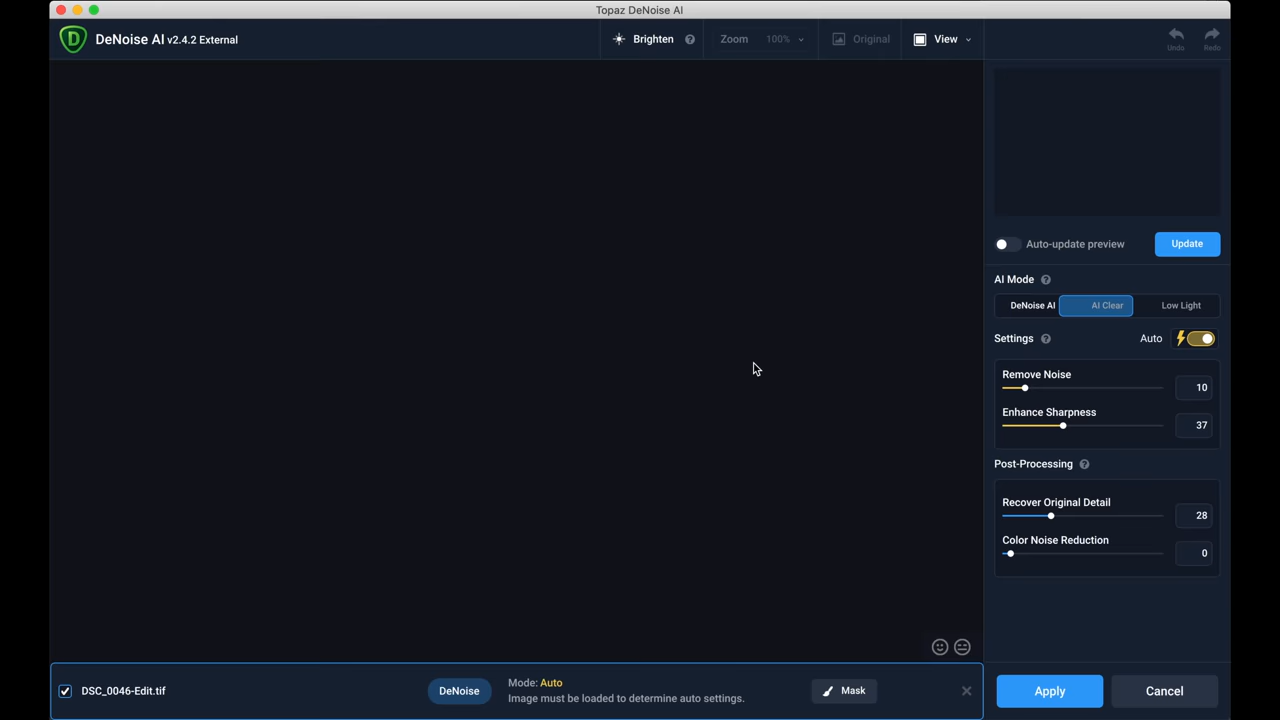 Topaz DeNoise AI
DeNoise AI v2.4.2 External
Brighten
Zoom 100%
Original
View
Undo
Redo
Auto-update preview
Update
AI Mode
DeNoise AI
AI Clear
Low Light
Settings
Auto
Remove Noise
10
Enhance Sharpness
37
Post-Processing
Recover Original Detail
28
Color Noise Reduction
0
DSC_0046-Edit.tif
DeNoise
Mode: Auto
Image must be loaded to determine auto settings.
Mask
Apply
Cancel